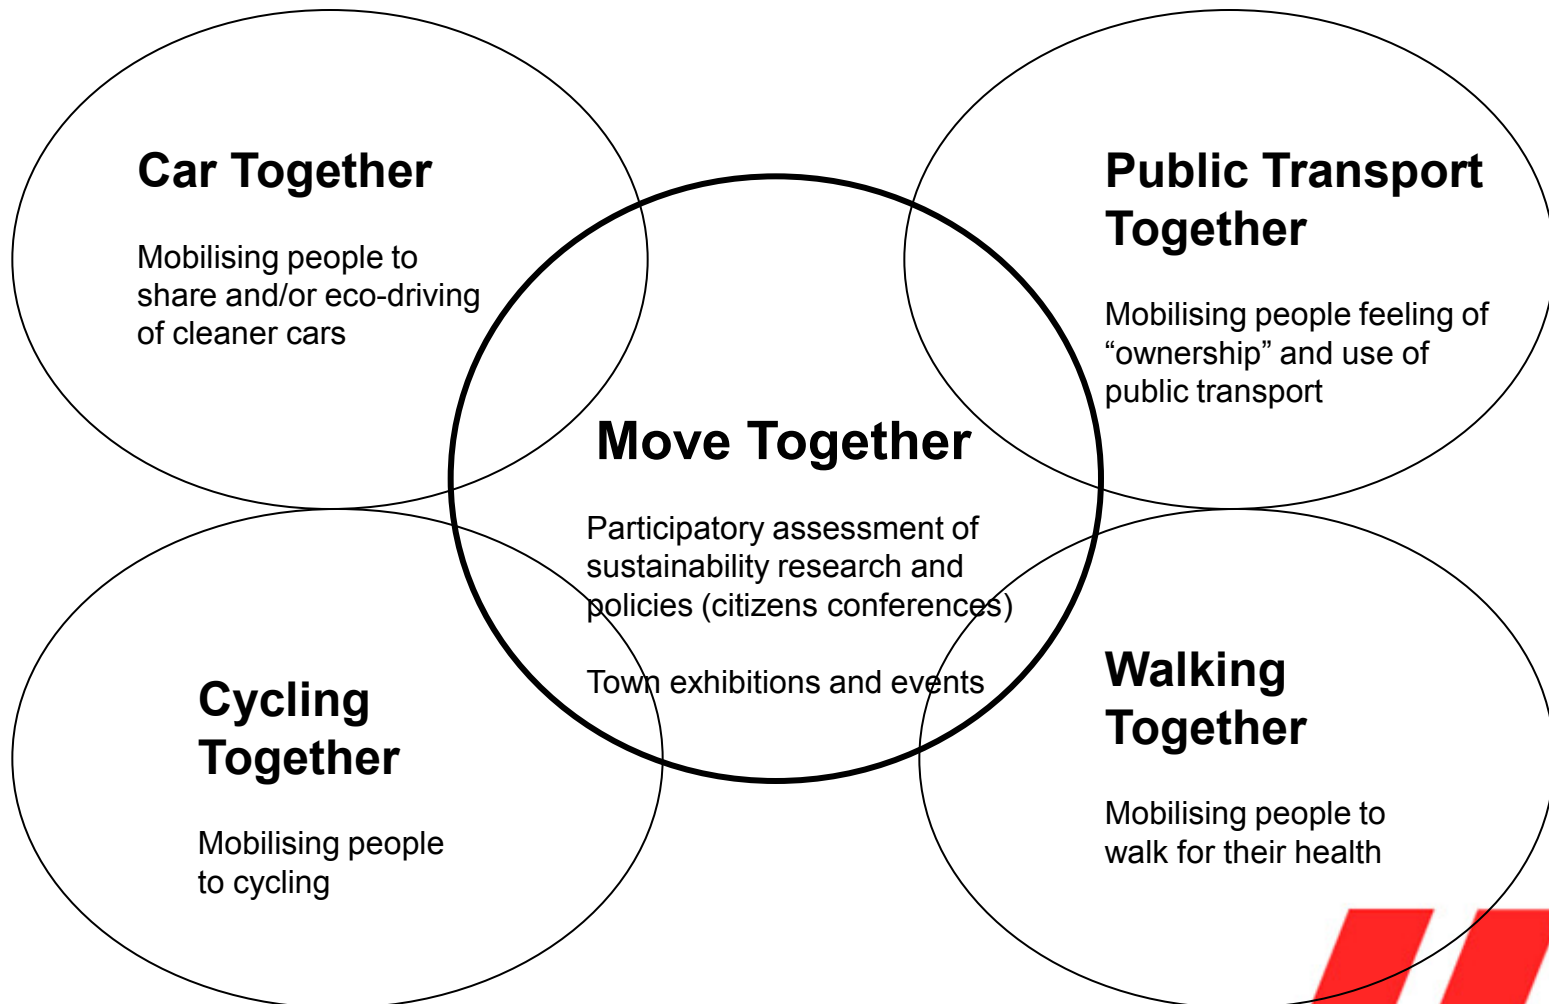 Car Together
Mobilising people to
share and/or eco-driving
of cleaner cars
Public Transport
Together
Mobilising people feeling of
“ownership” and use of
public transport
Move Together
Participatory assessment of
sustainability research and
policies (citizens conferences)
Town exhibitions and events
Cycling
Together
Mobilising people
to cycling
Walking
Together
Mobilising people to
walk for their health